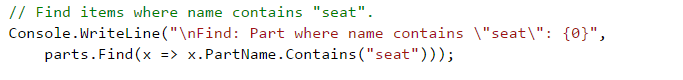 // Find items where name contains "seat".
Console.WriteLine("\nFind: Part where name contains \"seat\": {0}",
    parts.Find(x => x.PartName.Contains("seat")));